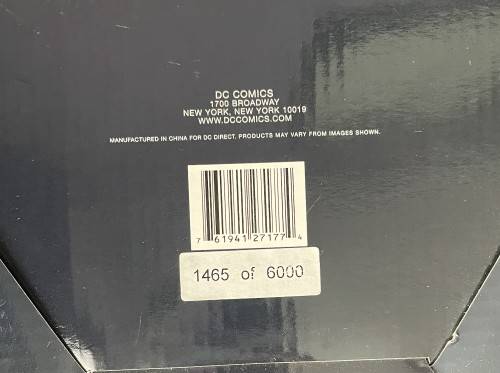 DC COMICS
1700 BROADWAY
NEW YORK, NEW YORK 10019
WWW.DCCOMICS.COM
MANUFACTURED IN CHINA FOR DC DIRECT. PRODUCTS MAY VARY FROM IMAGES SHOWN.
7 61941 27177 4
1465 of 6000